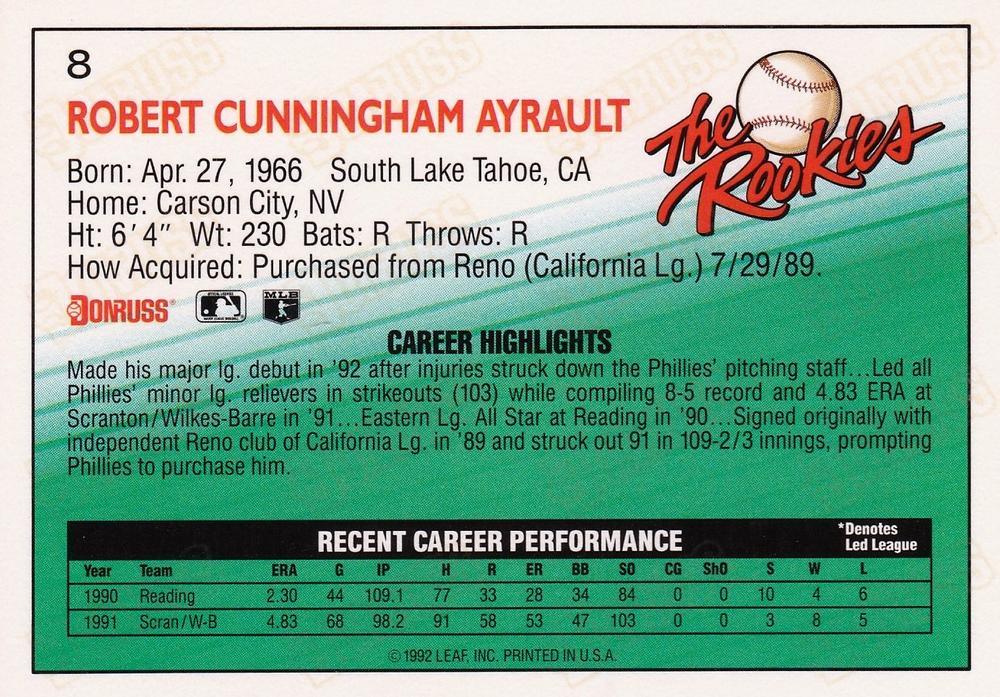 8
ROBERT CUNNINGHAM AYRAULT
The
Rookies
Born: Apr. 27, 1966 South Lake Tahoe, CA
Home: Carson City, NV
Ht: 6'4" Wt: 230 Bats: R Throws: R
How Acquired: Purchased from Reno (California Lg.) 7/29/89.
DONRUSS MLB
CAREER HIGHLIGHTS
Made his major lg. debut in '92 after injuries struck down the Phillies' pitching staff...Led all
Phillies' minor lg. relievers in strikeouts (103) while compiling 8-5 record and 4.83 ERA at
Scranton/Wilkes-Barre in '91...Eastern Lg. All Star at Reading in '90...Signed originally with
independent Reno club of California Lg. in '89 and struck out 91 in 109-2/3 innings, prompting
Phillies to purchase him.
RECENT CAREER PERFORMANCE
*Denotes
Led League
Year Team ERA G IP H R ER BB SO CG ShO S W L
1990 Reading 2.30 44 109.1 77 33 28 34 84 0 0 10 4 6
1991 Scran/W-B 4.83 68 98.2 91 58 53 47 103 0 0 3 8 5
©1992 LEAF, INC. PRINTED IN U.S.A.